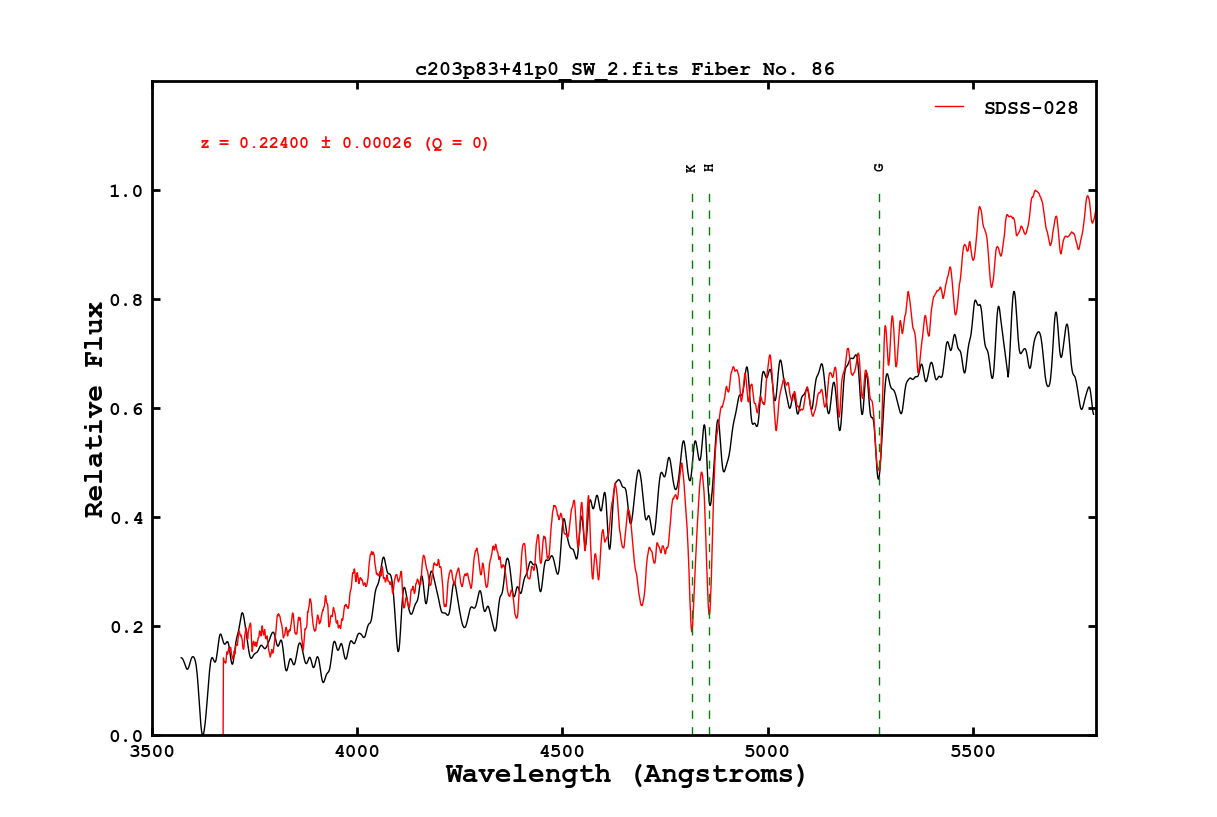 c203p83+41p0_SW_2.fits Fiber No. 86
SDSS-028
z = 0.22400 ± 0.00026 (Q = 0)
K
H
G
1.0
0.8
0.6
0.4
0.2
0.0
Relative Flux
3500
4000
4500
5000
5500
Wavelength (Angstroms)